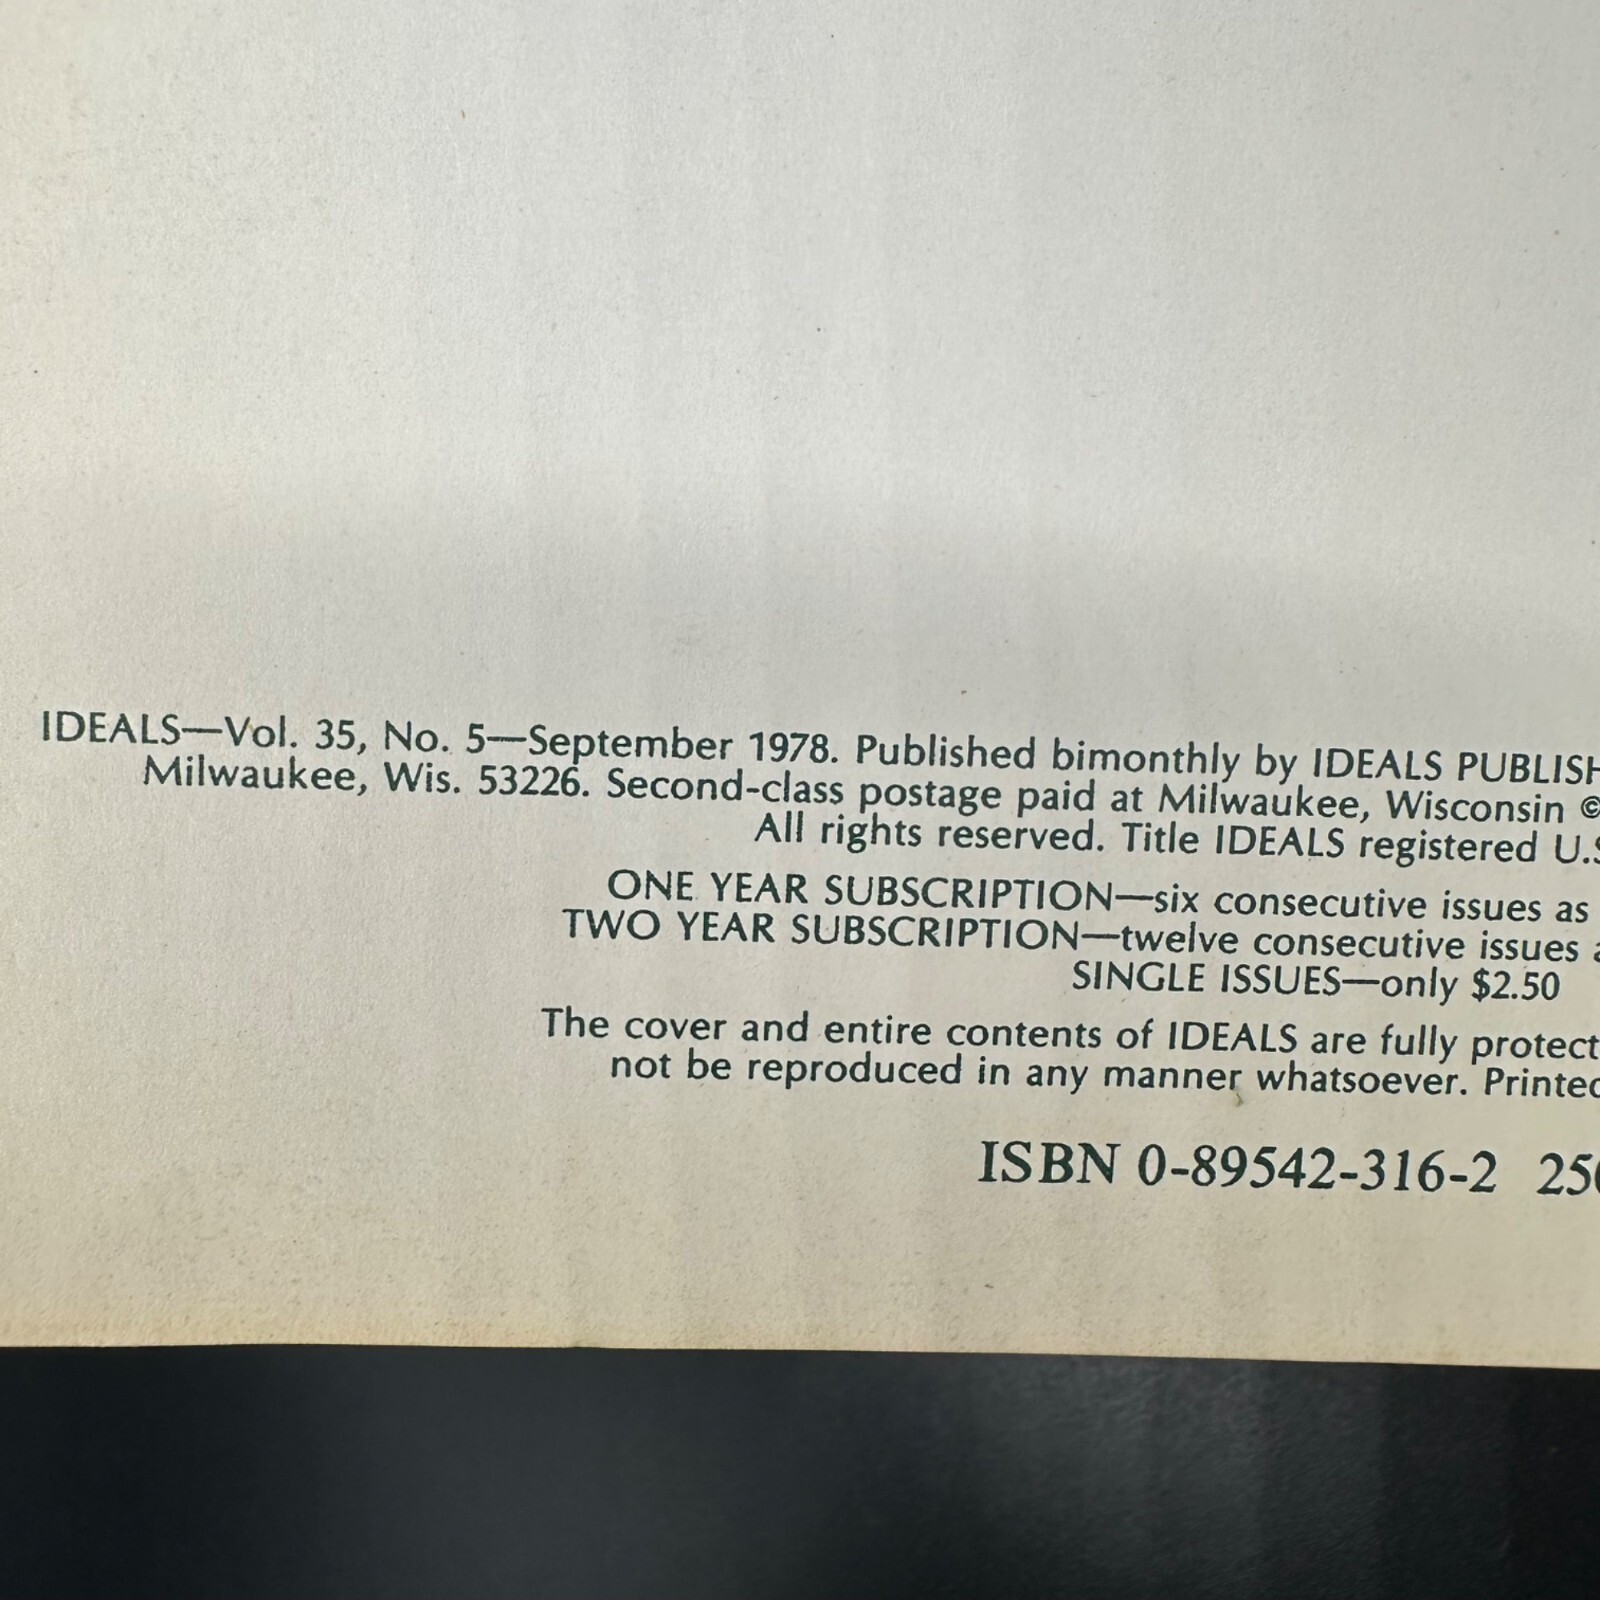 IDEALS—Vol. 35, No. 5—September 1978. Published bimonthly by IDEALS PUBLISH
Milwaukee, Wis. 53226. Second-class postage paid at Milwaukee, Wisconsin ©
All rights reserved. Title IDEALS registered U.S
ONE YEAR SUBSCRIPTION—six consecutive issues as
TWO YEAR SUBSCRIPTION—twelve consecutive issues a
SINGLE ISSUES—only $2.50
The cover and entire contents of IDEALS are fully protect
not be reproduced in any manner whatsoever. Printed
ISBN 0-89542-316-2 250